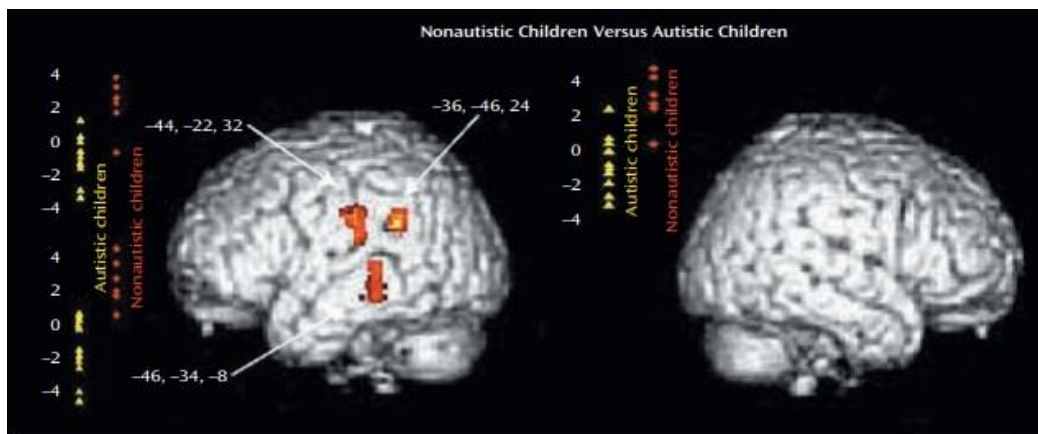 Nonautistic Children Versus Autistic Children
4
2
0
−2
−4
Autistic children
Nonautistic children
4
2
0
−2
−4
−44, −22, 32
−36, −46, 24
−46, −34, −8
4
2
0
−2
−4
Autistic children
Nonautistic children